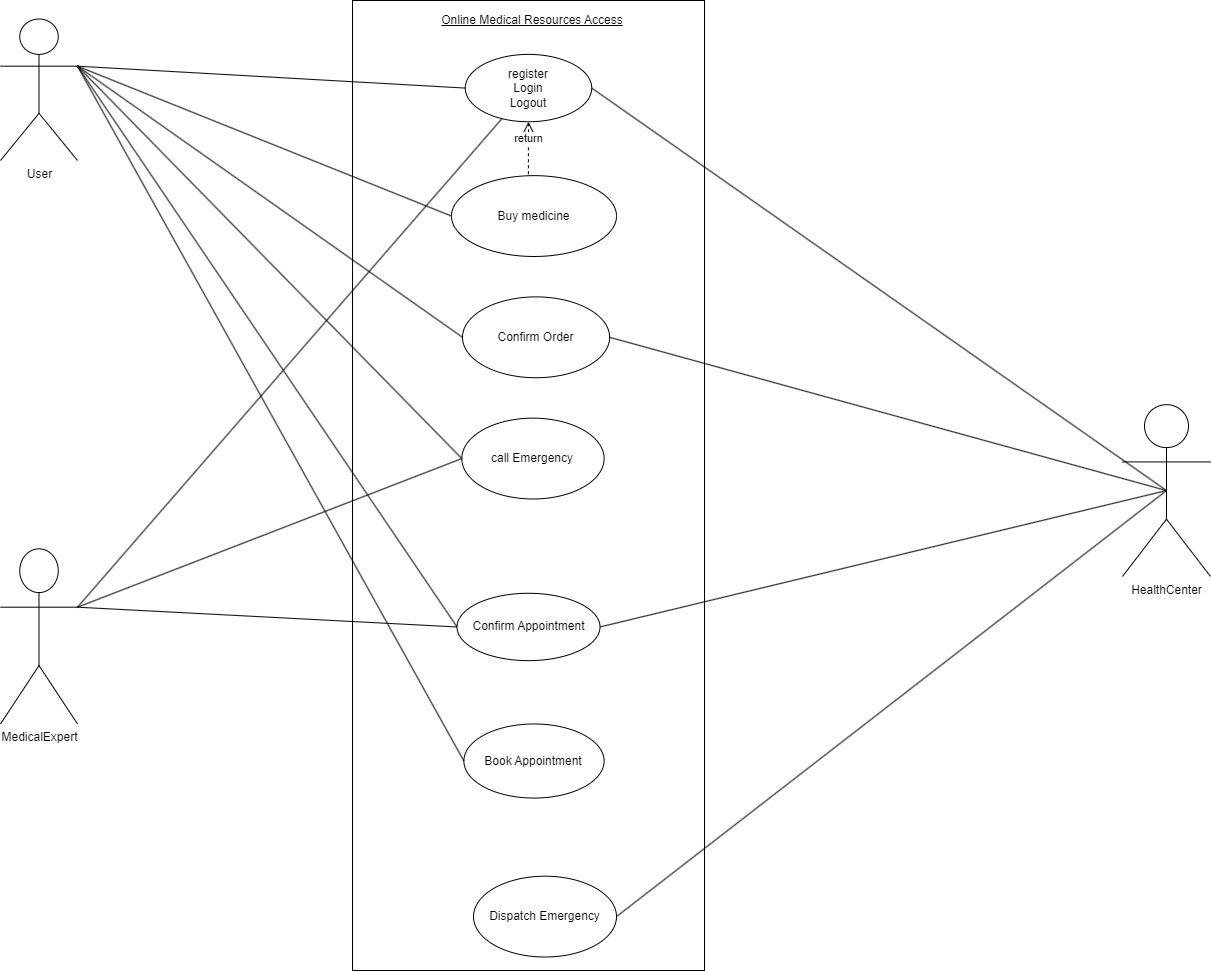 Online Medical Resources Access
register
Login
Logout
return
User
Buy medicine
Confirm Order
call Emergency
HealthCenter
Confirm Appointment
MedicalExpert
Book Appointment
Dispatch Emergency